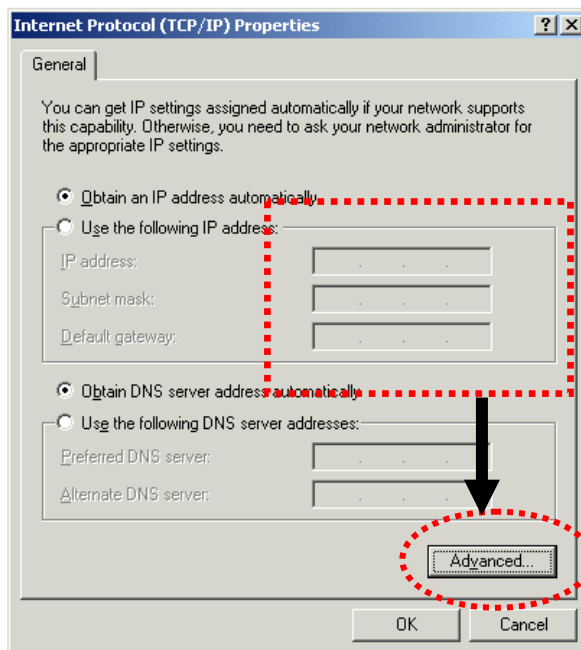 Internet Protocol (TCP/IP) Properties
General
You can get IP settings assigned automatically if your network supports
this capability. Otherwise, you need to ask your network administrator for
the appropriate IP settings.
Obtain an IP address automatically
Use the following IP address:
IP address:
Subnet mask:
Default gateway:
Obtain DNS server address automatically
Use the following DNS server addresses:
Preferred DNS server:
Alternate DNS server:
Advanced...
OK Cancel